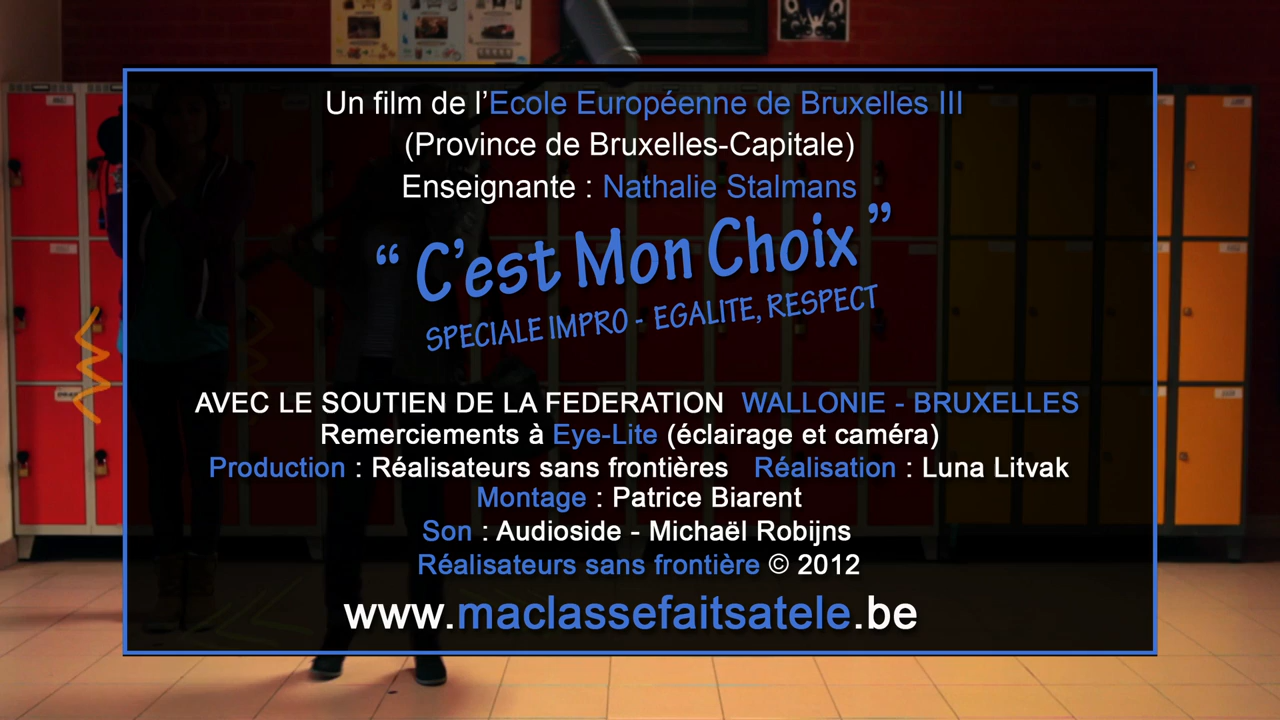 Un film de l’Ecole Européenne de Bruxelles III
(Province de Bruxelles-Capitale)
Enseignante : Nathalie Stalmans
“ C’est Mon Choix ”
SPECIALE IMPRO - EGALITE, RESPECT
AVEC LE SOUTIEN DE LA FEDERATION WALLONIE - BRUXELLES
Remerciements à Eye-Lite (éclairage et caméra)
Production : Réalisateurs sans frontières Réalisation : Luna Litvak
Montage : Patrice Biarent
Son : Audioside - Michaël Robijns
Réalisateurs sans frontière © 2012
www.maclassefaitsatele.be